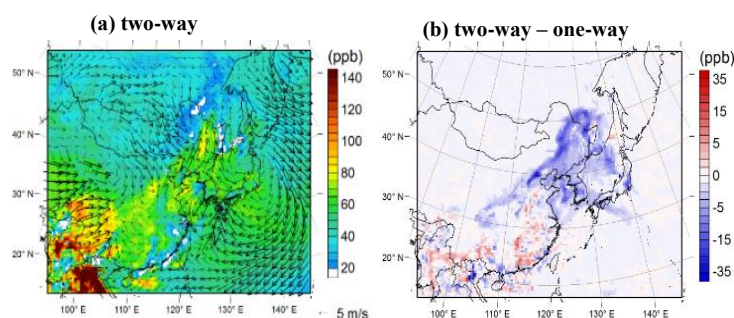 (a) two-way
(b) two-way – one-way
(ppb)
140
120
100
80
60
40
20
50° N
40° N
30° N
20° N
100° E
110° E
120° E
130° E
140° E
5 m/s
(ppb)
35
25
15
5
0
-5
-15
-25
-35
50° N
40° N
30° N
20° N
100° E
110° E
120° E
130° E
140° E